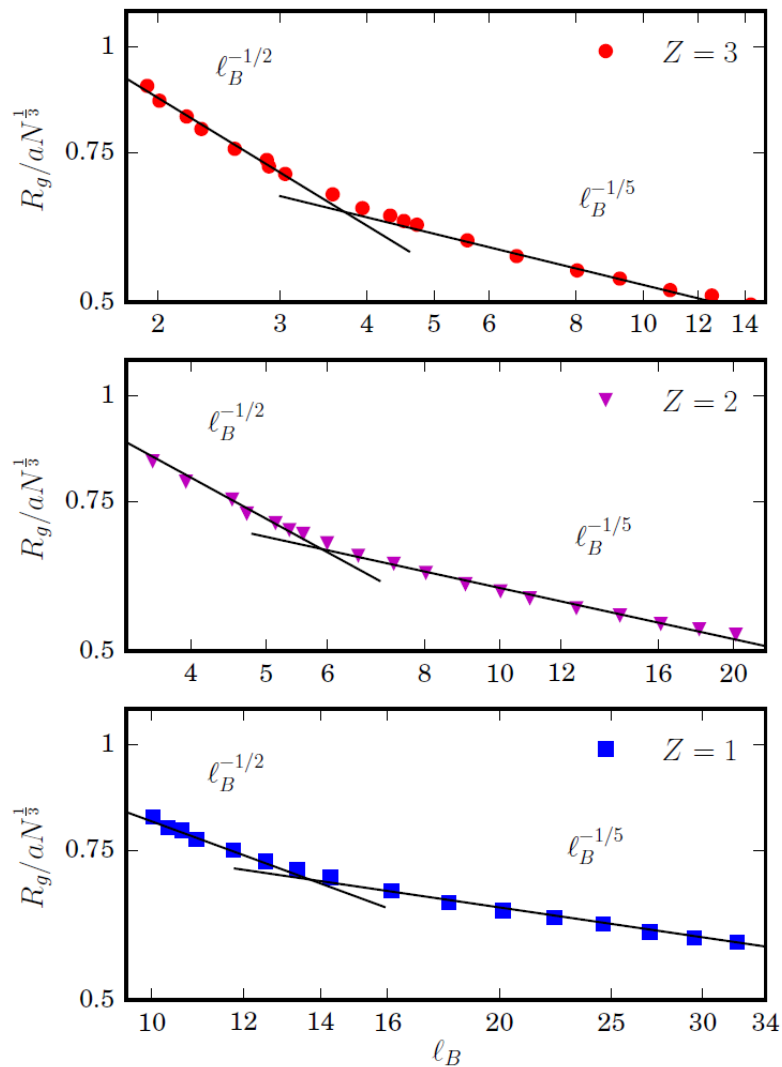 1
0.75
0.5
R_g/aN^{1/3}
ℓ_B^{-1/2}
ℓ_B^{-1/5}
Z = 3
2 3 4 5 6 8 10 12 14
1
0.75
0.5
R_g/aN^{1/3}
ℓ_B^{-1/2}
ℓ_B^{-1/5}
Z = 2
4 5 6 8 10 12 16 20
1
0.75
0.5
R_g/aN^{1/3}
ℓ_B^{-1/2}
ℓ_B^{-1/5}
Z = 1
10 12 14 16 20 25 30 34
ℓ_B